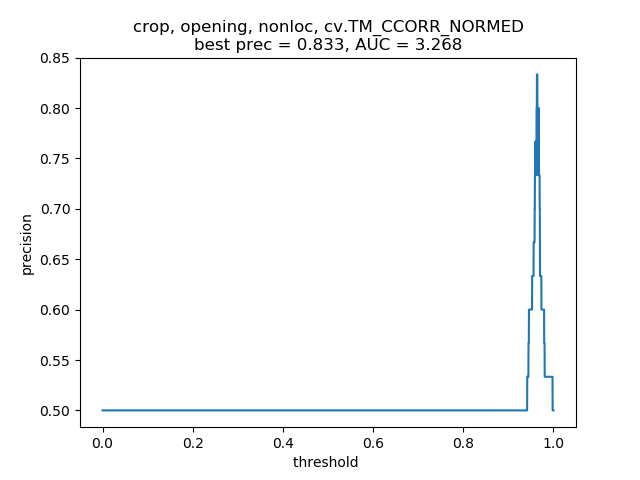 crop, opening, nonloc, cv.TM_CCORR_NORMED
best prec = 0.833, AUC = 3.268
0.85
0.80
0.75
0.70
0.65
0.60
0.55
0.50
precision
0.0 0.2 0.4 0.6 0.8 1.0
threshold